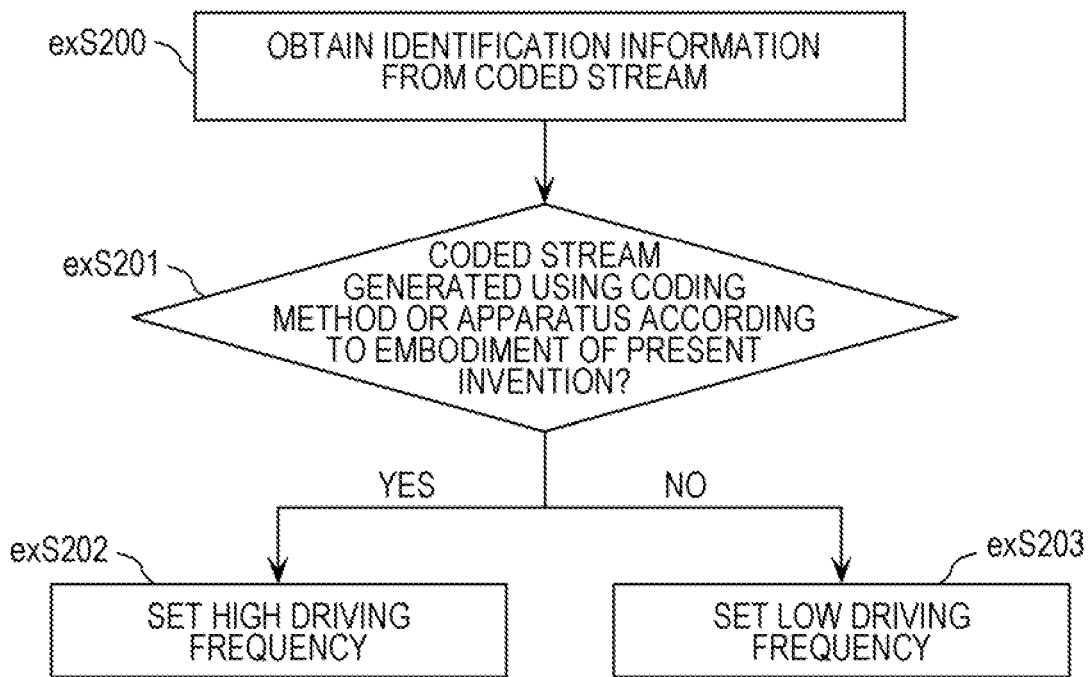 exS200
OBTAIN IDENTIFICATION INFORMATION
FROM CODED STREAM
exS201
CODED STREAM
GENERATED USING CODING
METHOD OR APPARATUS ACCORDING
TO EMBODIMENT OF PRESENT
INVENTION?
YES
NO
exS202
SET HIGH DRIVING
FREQUENCY
exS203
SET LOW DRIVING
FREQUENCY